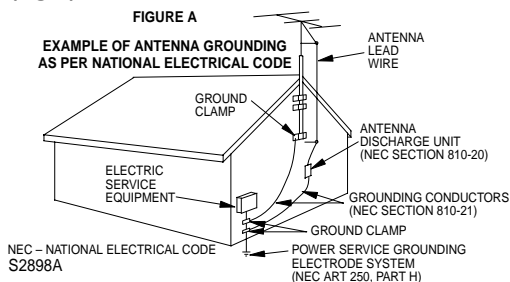 FIGURE A
EXAMPLE OF ANTENNA GROUNDING
AS PER NATIONAL ELECTRICAL CODE
ANTENNA
LEAD
WIRE
GROUND
CLAMP
ANTENNA
DISCHARGE UNIT
(NEC SECTION 810-20)
ELECTRIC
SERVICE
EQUIPMENT
GROUNDING CONDUCTORS
(NEC SECTION 810-21)
GROUND CLAMP
POWER SERVICE GROUNDING
ELECTRODE SYSTEM
(NEC ART 250, PART H)
NEC – NATIONAL ELECTRICAL CODE
S2898A